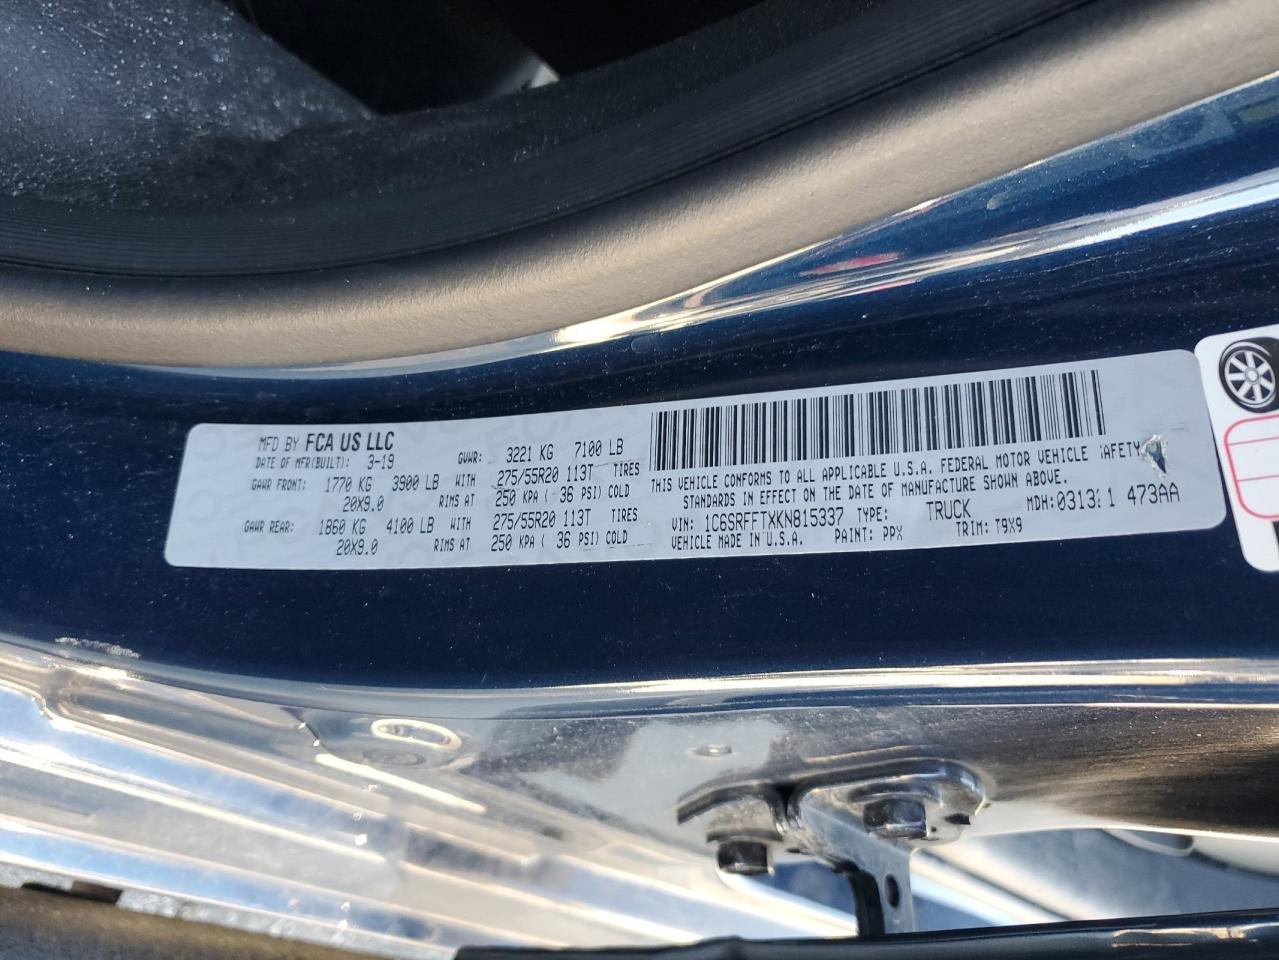 MFD BY FCA US LLC
DATE OF MFR(BUILT): 3-19 GVWR: 3221 KG 7100 LB
GAWR FRONT: 1770 KG 3900 LB WITH 275/55R20 113T TIRES
20X9.0 RIMS AT 250 KPA ( 36 PSI) COLD
GAWR REAR: 1860 KG 4100 LB WITH 275/55R20 113T TIRES
20X9.0 RIMS AT 250 KPA ( 36 PSI) COLD
THIS VEHICLE CONFORMS TO ALL APPLICABLE U.S.A. FEDERAL MOTOR VEHICLE SAFETY
STANDARDS IN EFFECT ON THE DATE OF MANUFACTURE SHOWN ABOVE.
VIN: 1C6SRFFTXKN815337 TYPE: TRUCK MDH: 473AA
VEHICLE MADE IN U.S.A. PAINT: PPX TRIM: T9X9